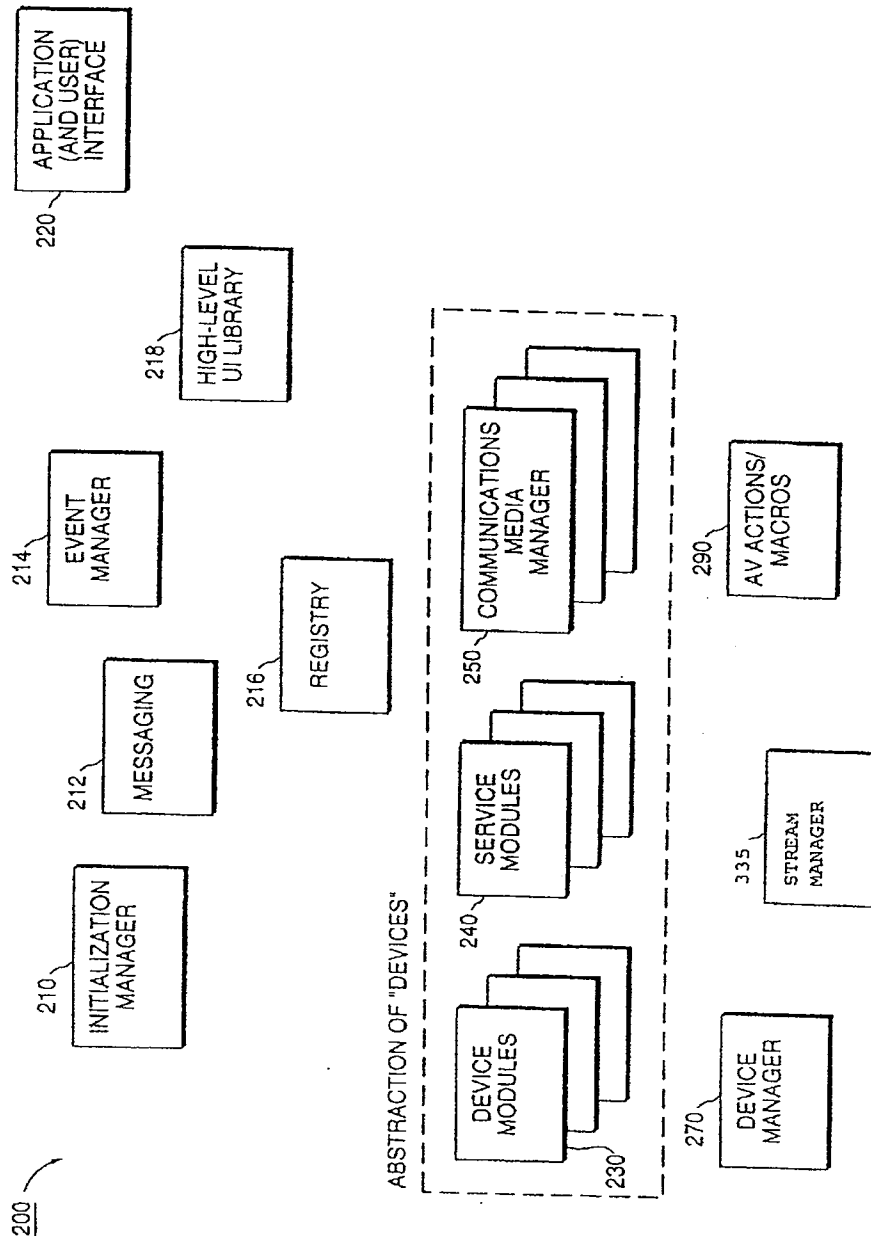 200
210
INITIALIZATION
MANAGER
212
MESSAGING
214
EVENT
MANAGER
216
REGISTRY
218
HIGH-LEVEL
UI LIBRARY
220
APPLICATION
(AND USER)
INTERFACE
ABSTRACTION OF "DEVICES"
DEVICE
MODULES
230
240
SERVICE
MODULES
250
COMMUNICATIONS
MEDIA
MANAGER
270
DEVICE
MANAGER
335
STREAM
MANAGER
290
AV ACTIONS/
MACROS